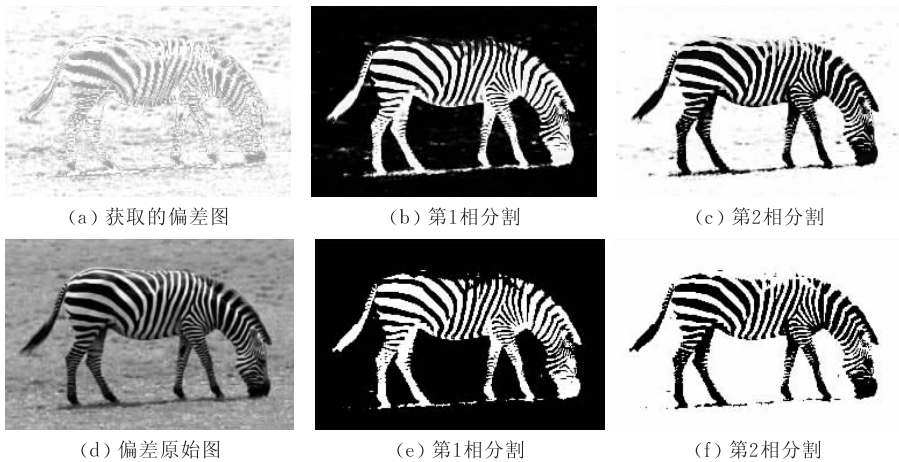 (a) 获取的偏差图
(b) 第1相分割
(c) 第2相分割
(d) 偏差原始图
(e) 第1相分割
(f) 第2相分割